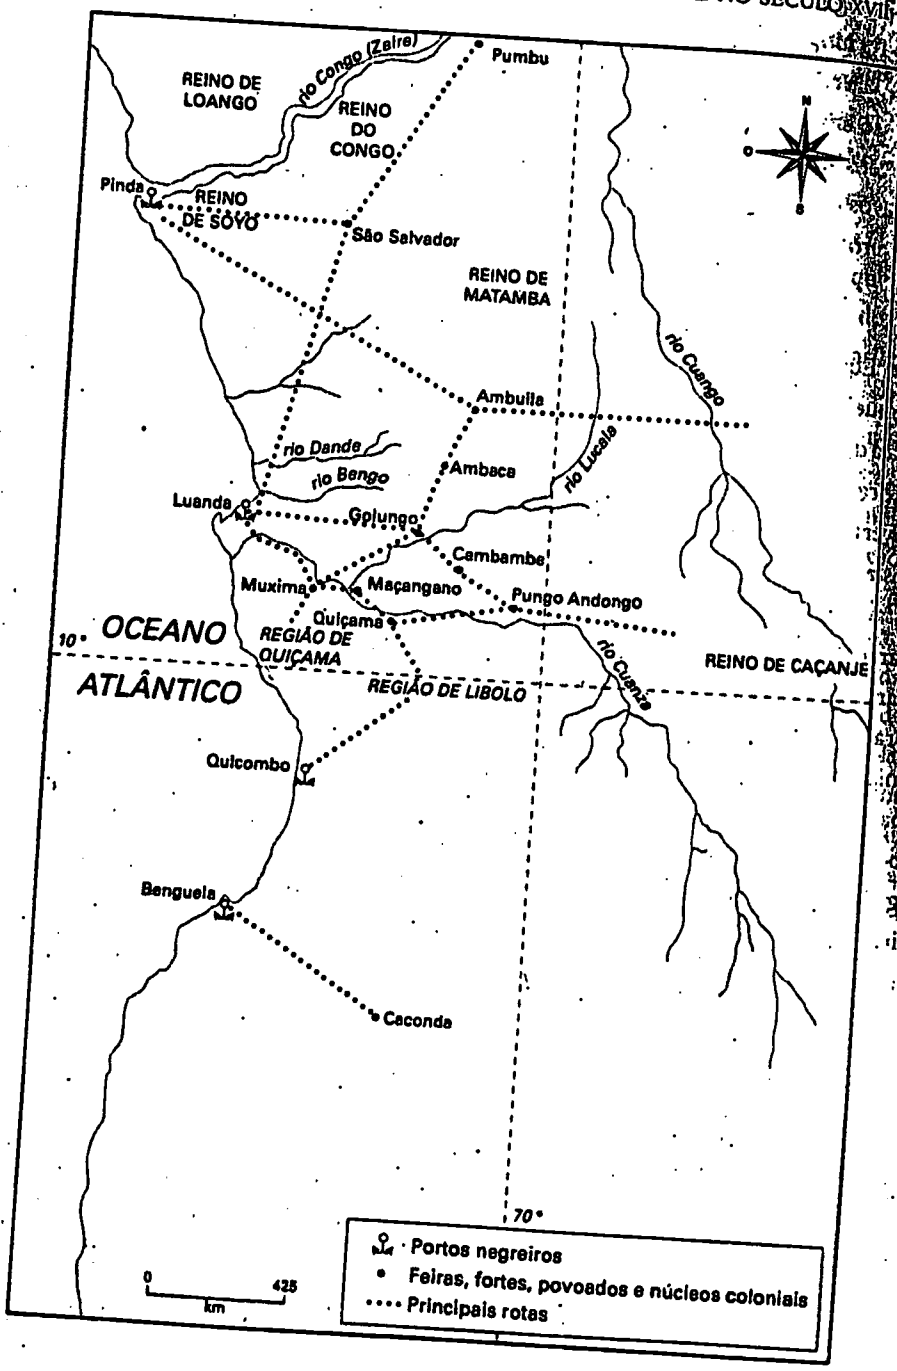 NO SÉCULO XVII
Pumbu
rio Congo (Zaire)
REINO DE
LOANGO
REINO
DO
CONGO
N
O
S
Pinda
REINO
DE SOYO
São Salvador
REINO DE
MATAMBA
rio Cuango
Ambuila
rio Dande
Ambaca
rio Lucala
rio Bengo
Luanda
Golungo
Cambambe
Muxima
Maçangano
Pungo Andongo
Quiçama
OCEANO
ATLÂNTICO
10°
REGIÃO DE
QUIÇAMA
rio Cuanza
REINO DE CAÇANJE
REGIÃO DE LIBOLO
Quicombo
Benguela
Caconda
70°
0 425
km
Portos negreiros
Feiras, fortes, povoados e núcleos coloniais
Principais rotas